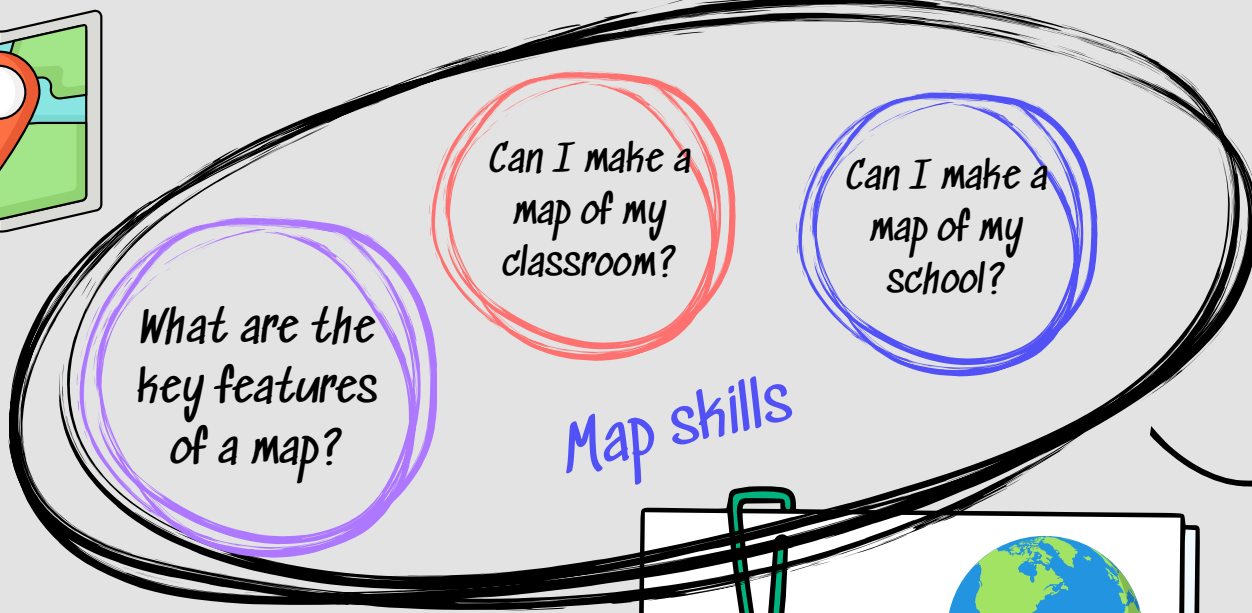 What are the
key features
of a map?
Can I make a
map of my
classroom?
Can I make a
map of my
school?
Map skills